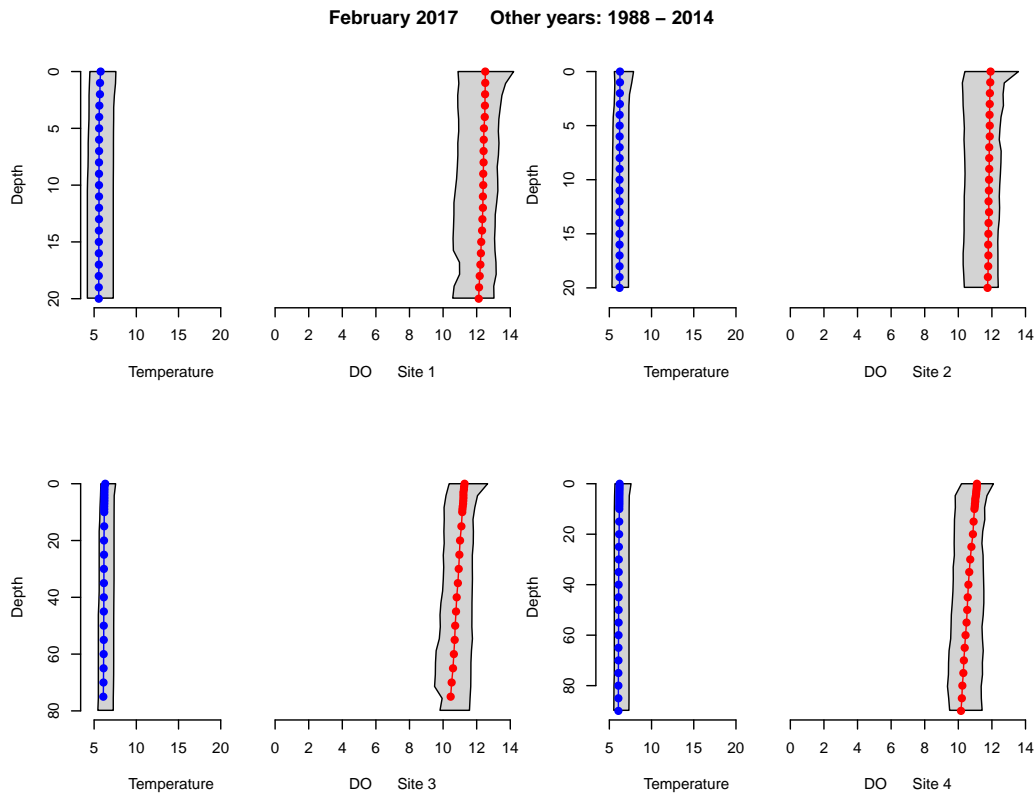 February 2017 Other years: 1988 − 2014
0
5
10
15
20
Depth
5 10 15 20
Temperature
0 2 4 6 8 10 12 14
DO Site 1
0
5
10
15
20
Depth
5 10 15 20
Temperature
0 2 4 6 8 10 12 14
DO Site 2
0
20
40
60
80
Depth
5 10 15 20
Temperature
0 2 4 6 8 10 12 14
DO Site 3
0
20
40
60
80
Depth
5 10 15 20
Temperature
0 2 4 6 8 10 12 14
DO Site 4